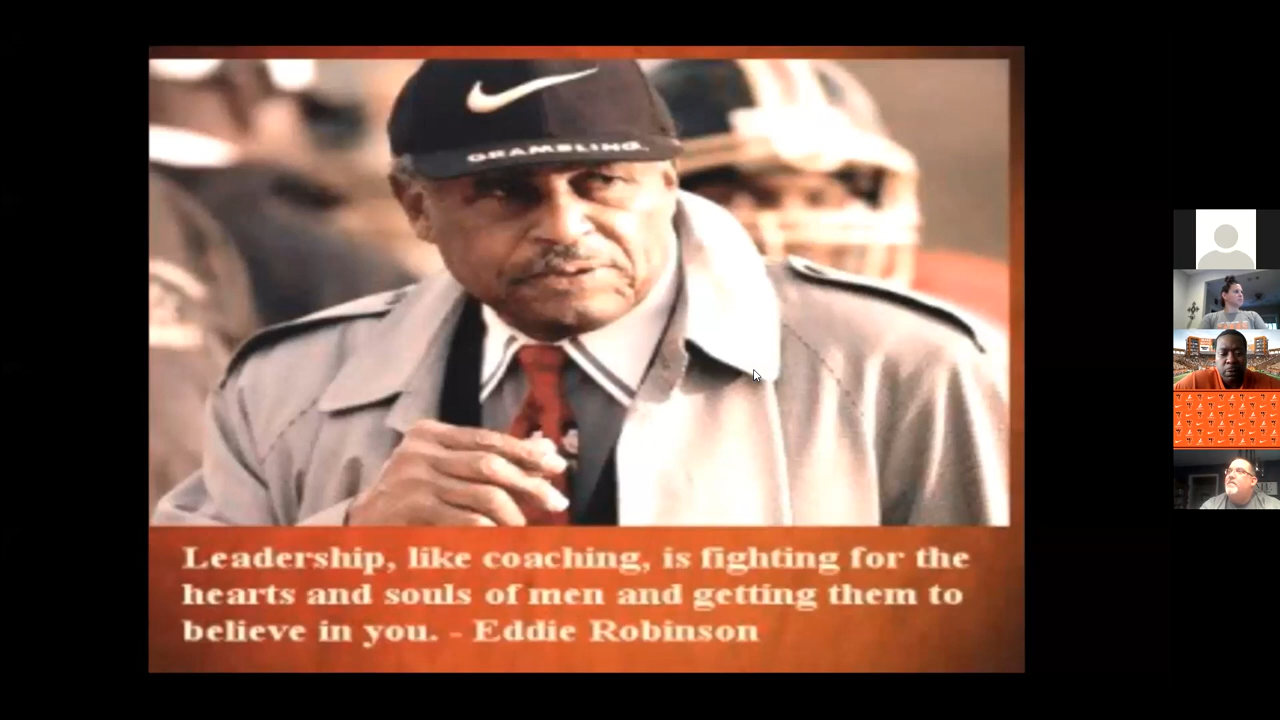 GRAMBLING
Leadership, like coaching, is fighting for the
hearts and souls of men and getting them to
believe in you. - Eddie Robinson